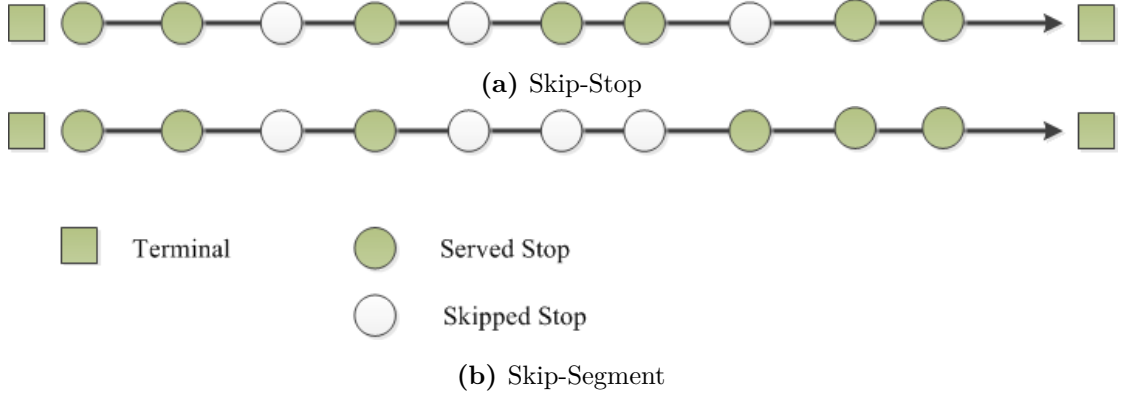 (a) Skip-Stop
Terminal
Served Stop
Skipped Stop
(b) Skip-Segment